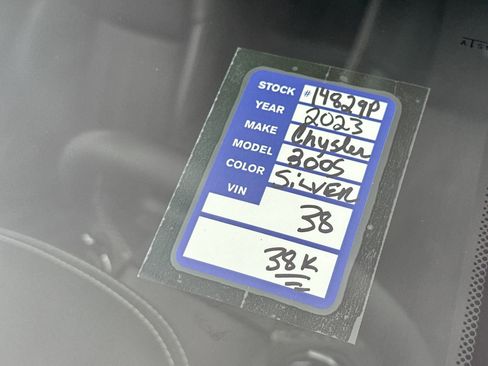 STOCK # 14829P
YEAR 2023
MAKE Chrysler
MODEL 300S
COLOR SiLVER
VIN 38
38K